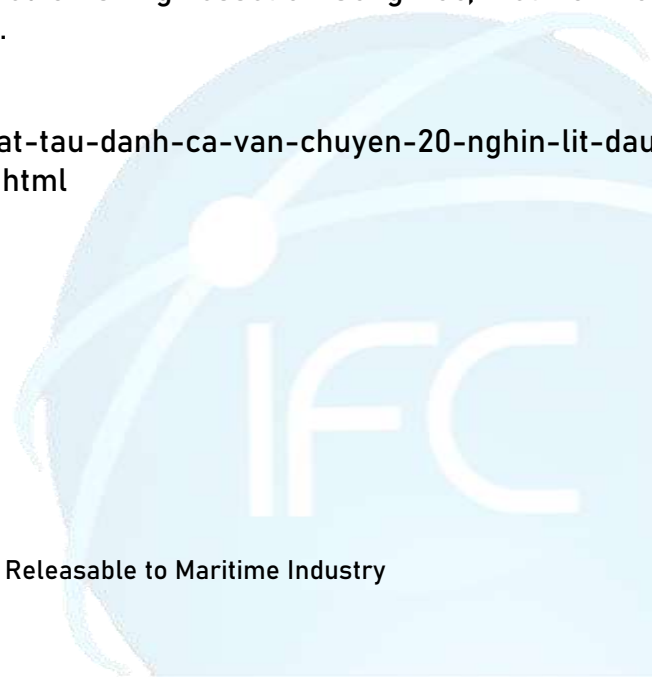 .
at-tau-danh-ca-van-chuyen-20-nghin-lit-dau
html
IFC
Releasable to Maritime Industry